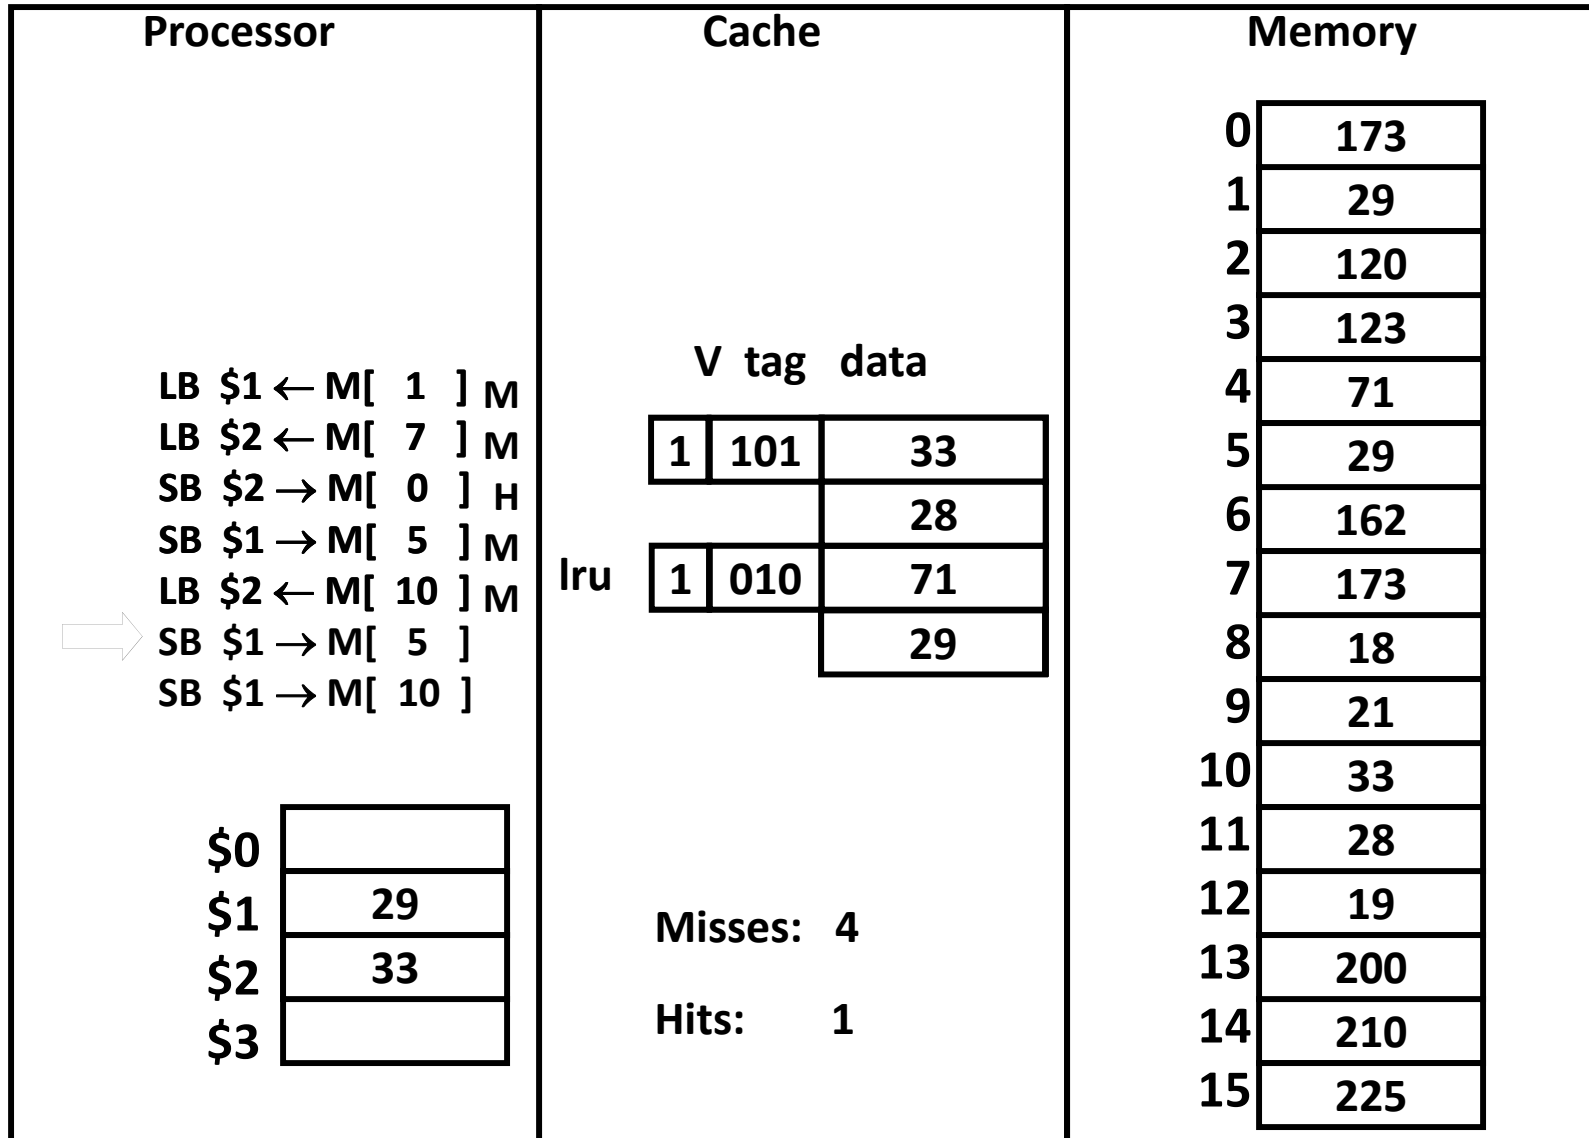 Processor
LB $1 ← M[ 1 ] M
LB $2 ← M[ 7 ] M
SB $2 → M[ 0 ] H
SB $1 → M[ 5 ] M
LB $2 ← M[ 10 ] M
SB $1 → M[ 5 ]
SB $1 → M[ 10 ]
$0
$1 29
$2 33
$3
Cache
V tag data
1 101 33
28
lru 1 010 71
29
Misses: 4
Hits: 1
Memory
0 173
1 29
2 120
3 123
4 71
5 29
6 162
7 173
8 18
9 21
10 33
11 28
12 19
13 200
14 210
15 225